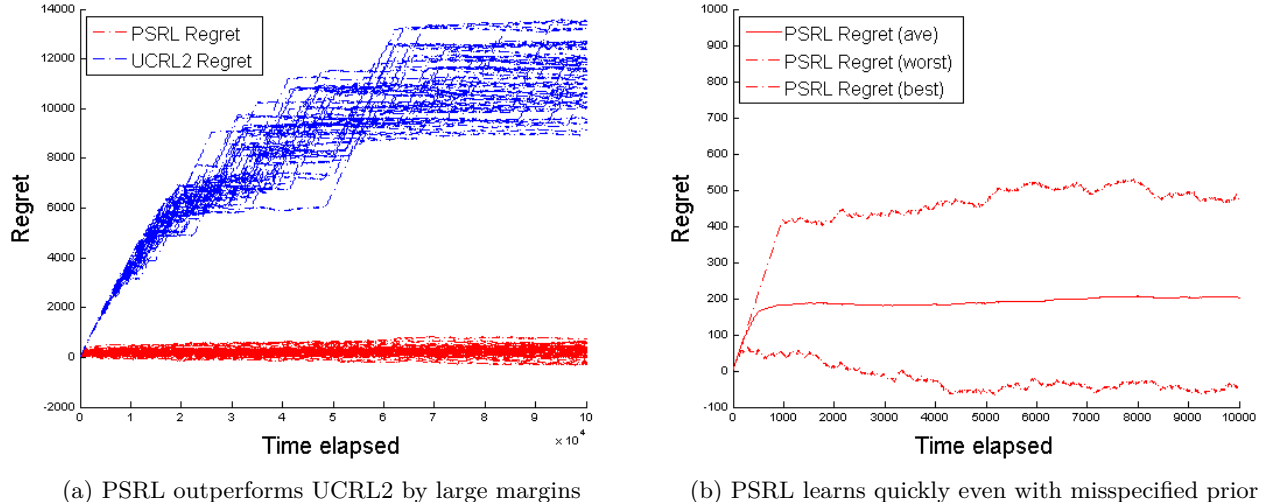 14000
12000
10000
8000
6000
4000
2000
0
-2000
Regret
PSRL Regret
UCRL2 Regret
0 1 2 3 4 5 6 7 8 9 10
Time elapsed
× 10^4
(a) PSRL outperforms UCRL2 by large margins
1000
900
800
700
600
500
400
300
200
100
0
-100
Regret
PSRL Regret (ave)
PSRL Regret (worst)
PSRL Regret (best)
0 1000 2000 3000 4000 5000 6000 7000 8000 9000 10000
Time elapsed
(b) PSRL learns quickly even with misspecified prior